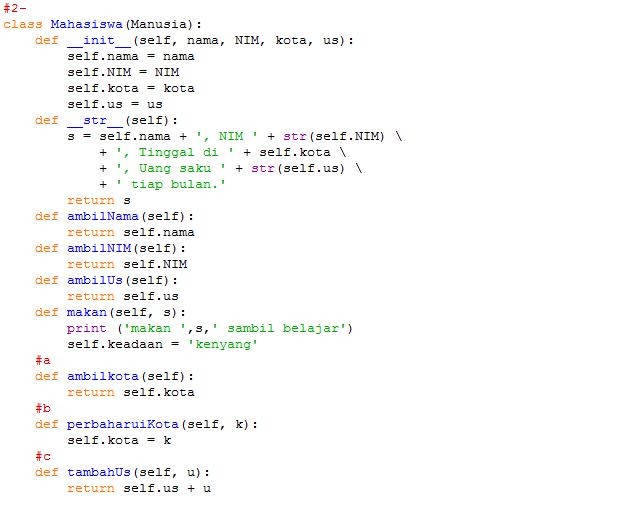 #2-
class Mahasiswa(Manusia):
    def __init__(self, nama, NIM, kota, us):
        self.nama = nama
        self.NIM = NIM
        self.kota = kota
        self.us = us
    def __str__(self):
        s = self.nama + ', NIM ' + str(self.NIM) \
            + ', Tinggal di ' + self.kota \
            + ', Uang saku ' + str(self.us) \
            + ' tiap bulan.'
        return s
    def ambilNama(self):
        return self.nama
    def ambilNIM(self):
        return self.NIM
    def ambilUs(self):
        return self.us
    def makan(self, s):
        print ('makan ',s,' sambil belajar')
        self.keadaan = 'kenyang'
    #a
    def ambilkota(self):
        return self.kota
    #b
    def perbaharuiKota(self, k):
        self.kota = k
    #c
    def tambahUs(self, u):
        return self.us + u